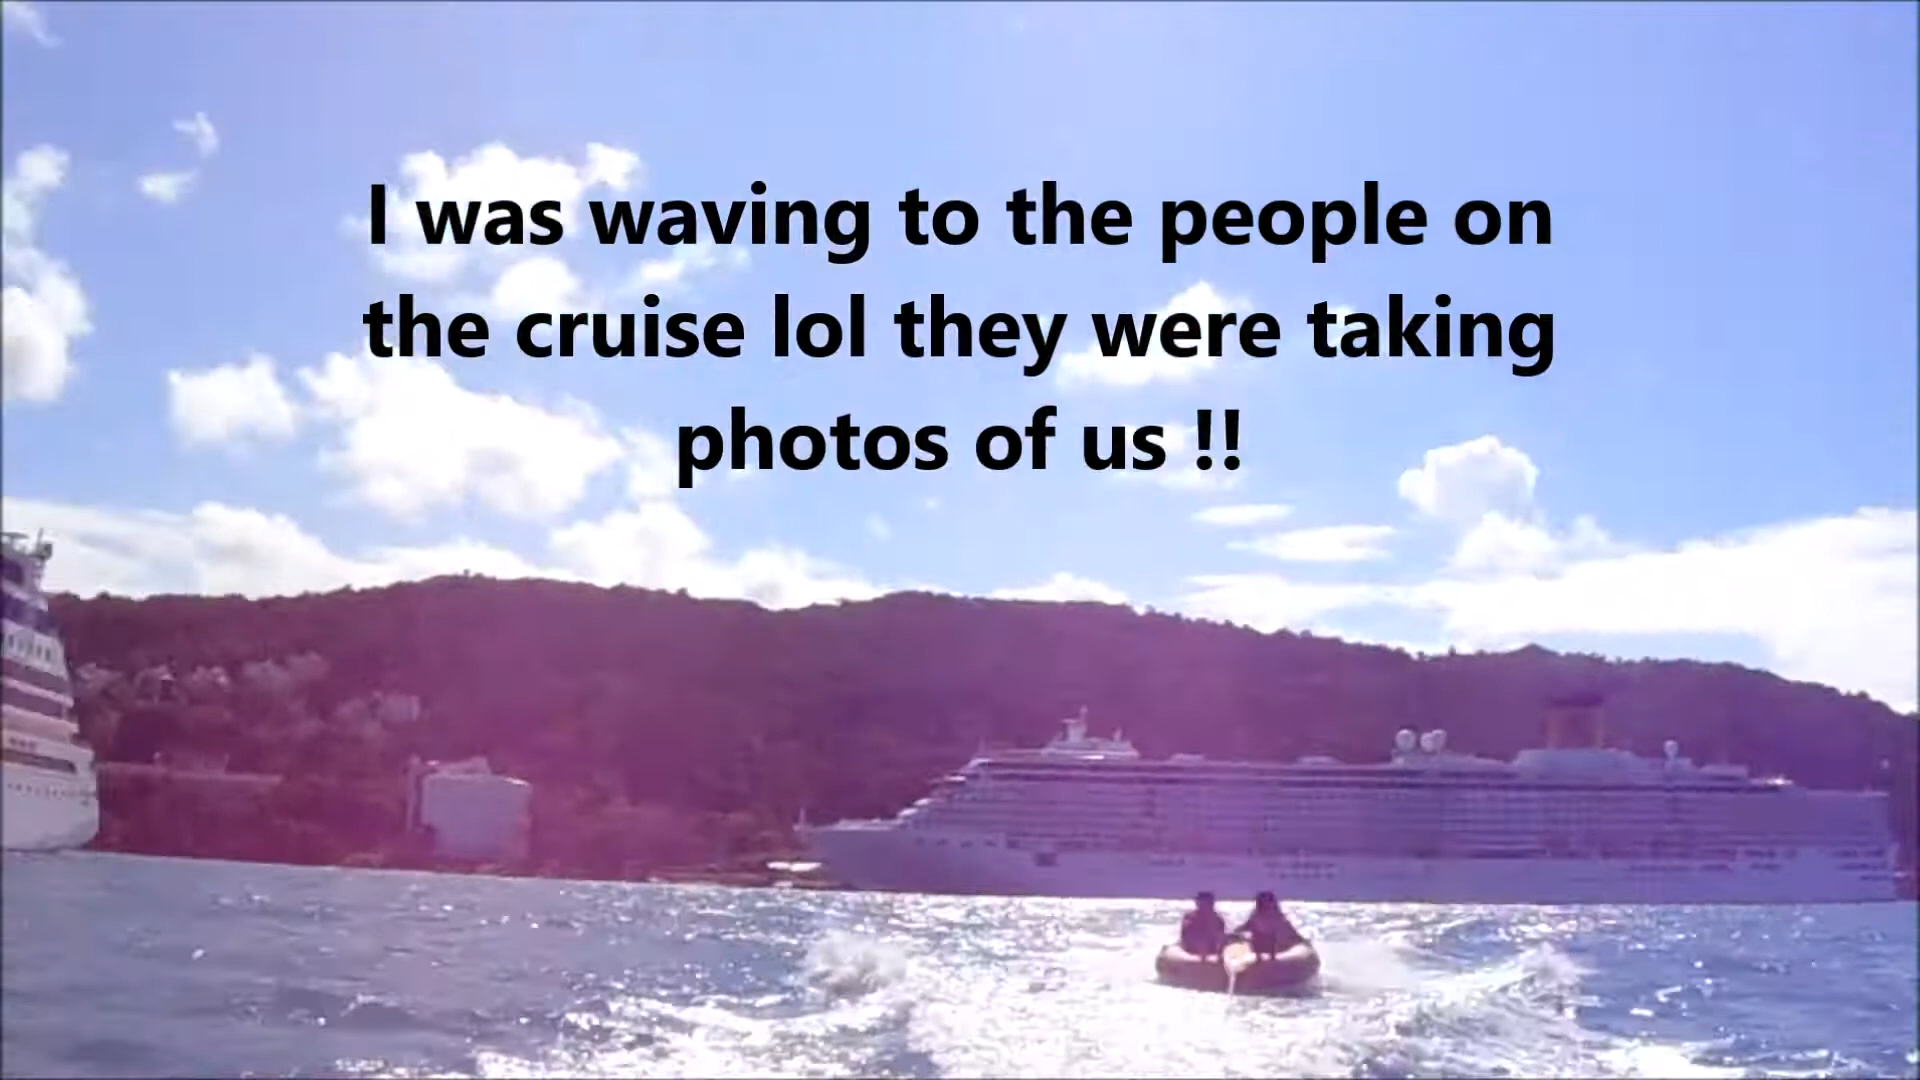 I was waving to the people on
the cruise lol they were taking
photos of us !!